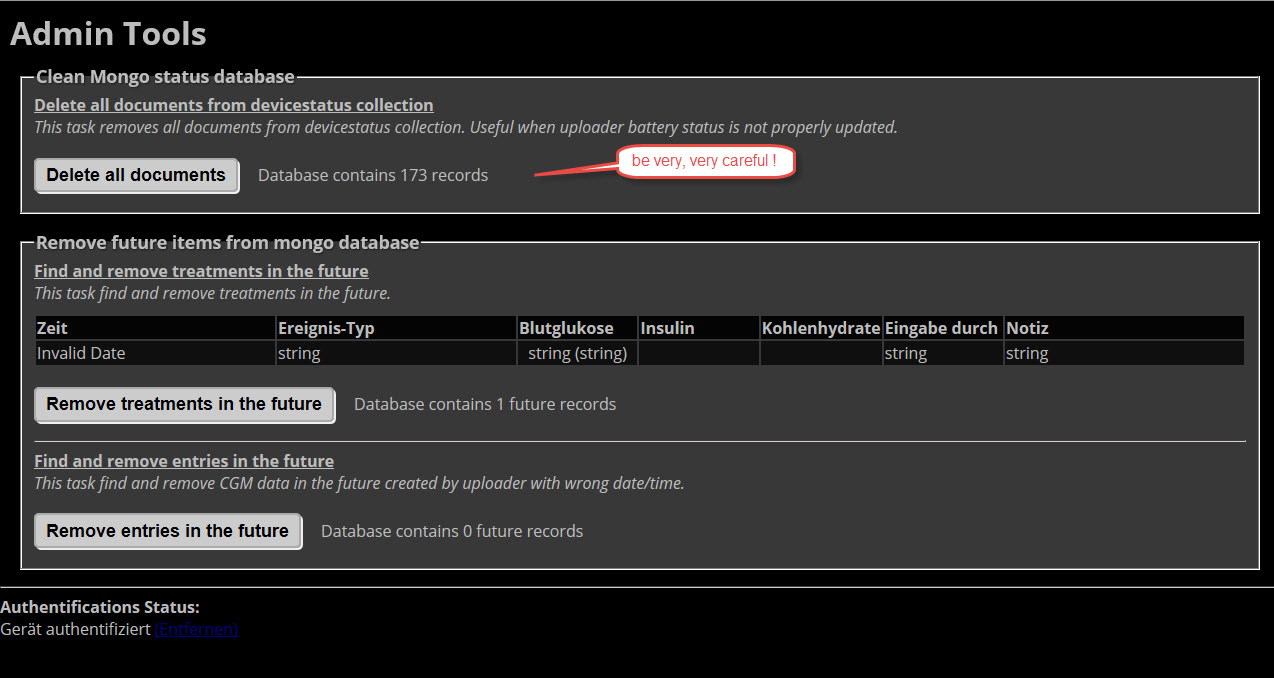 Admin Tools
Clean Mongo status database
Delete all documents from devicestatus collection
This task removes all documents from devicestatus collection. Useful when uploader battery status is not properly updated.
be very, very careful !
Delete all documents Database contains 173 records
Remove future items from mongo database
Find and remove treatments in the future
This task find and remove treatments in the future.
Zeit Ereignis-Typ Blutglukose Insulin Kohlenhydrate Eingabe durch Notiz
Invalid Date string string (string) string string
Remove treatments in the future Database contains 1 future records
Find and remove entries in the future
This task find and remove CGM data in the future created by uploader with wrong date/time.
Remove entries in the future Database contains 0 future records
Authentifications Status:
Gerät authentifiziert (Entfernen)